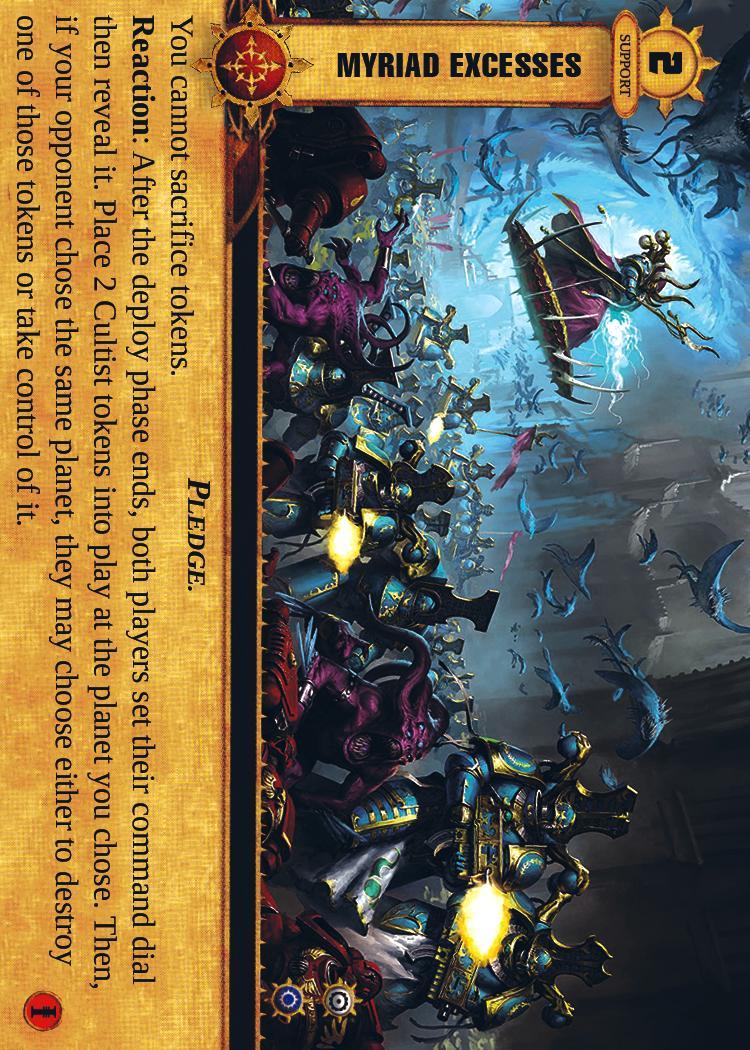 2
SUPPORT
MYRIAD EXCESSES
PLEDGE.
You cannot sacrifice tokens.
Reaction: After the deploy phase ends, both players set their command dial
then reveal it. Place 2 Cultist tokens into play at the planet you chose. Then,
if your opponent chose the same planet, they may choose either to destroy
one of those tokens or take control of it.
I